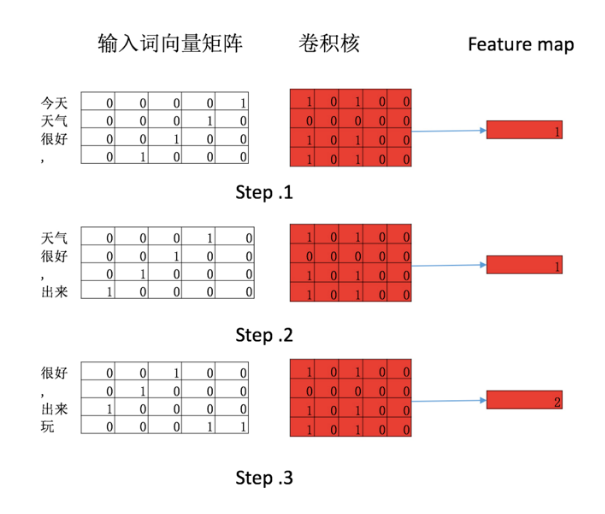 输入词向量矩阵 卷积核 Feature map
今天 0 0 0 0 1 1 0 1 0 0
天气 0 0 0 1 0 0 0 0 0 0 1
很好 0 0 1 0 0 1 0 1 0 0
, 0 1 0 0 0 1 0 1 0 0
Step .1
天气 0 0 0 1 0 1 0 1 0 0
很好 0 0 1 0 0 0 0 0 0 0 1
, 0 1 0 0 0 1 0 1 0 0
出来 1 0 0 0 0 1 0 1 0 0
Step .2
很好 0 0 1 0 0 1 0 1 0 0
, 0 1 0 0 0 0 0 0 0 0
出来 1 0 0 0 0 1 0 1 0 0 2
玩 0 0 0 1 1 1 0 1 0 0
Step .3